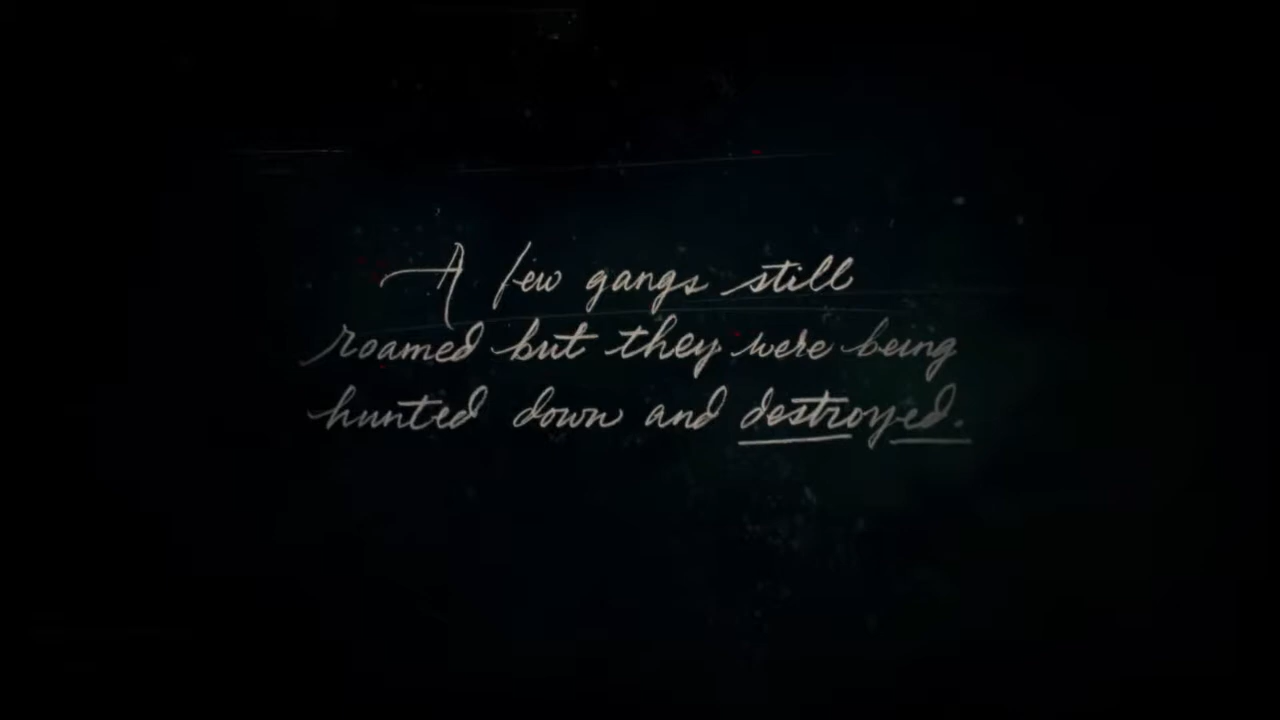 A few gangs still
roamed but they were being
hunted down and destroyed.